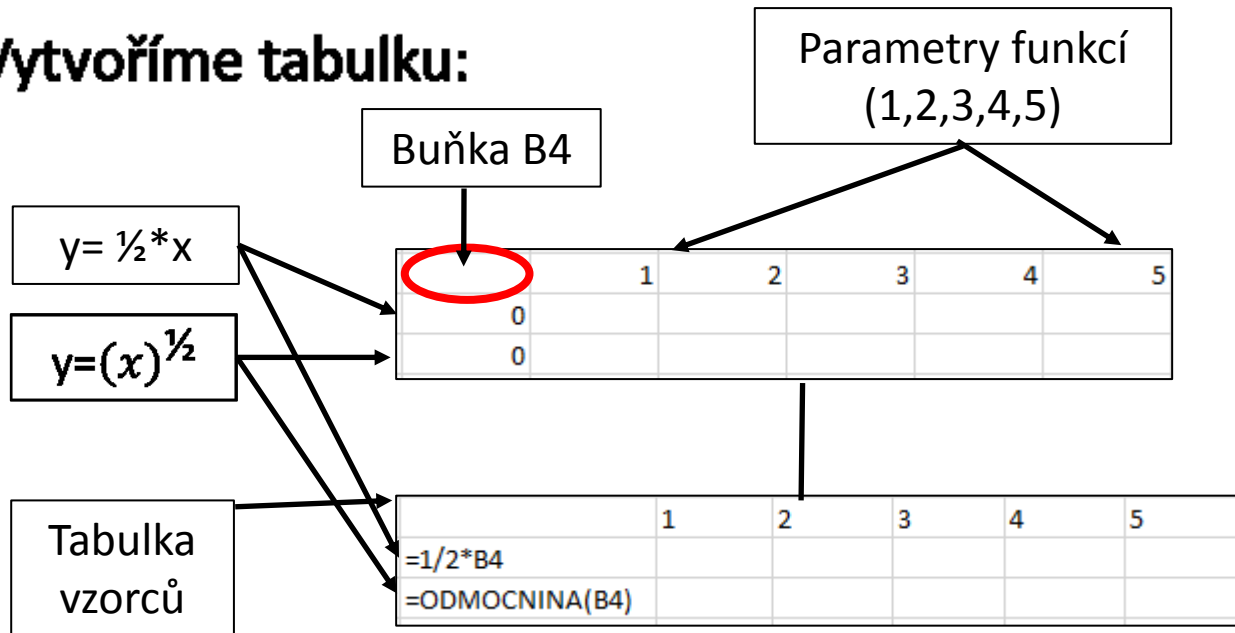 Vytvoříme tabulku:
Parametry funkcí
(1,2,3,4,5)
Buňka B4
y= ½*x
y=(x)^½
1 2 3 4 5
0
0
Tabulka
vzorců
1 2 3 4 5
=1/2*B4
=ODMOCNINA(B4)